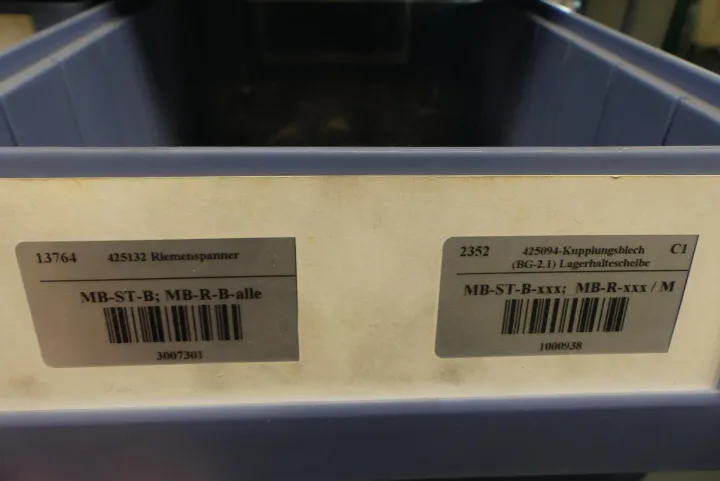 13764 425132 Riemenspanner
MB-ST-B; MB-R-B-alle
3007301
2352 425094-Kupplungsblech C1
(BG-2.1) Lagerhaltescheibe
MB-ST-B-xxx; MB-R-xxx / M
1000938